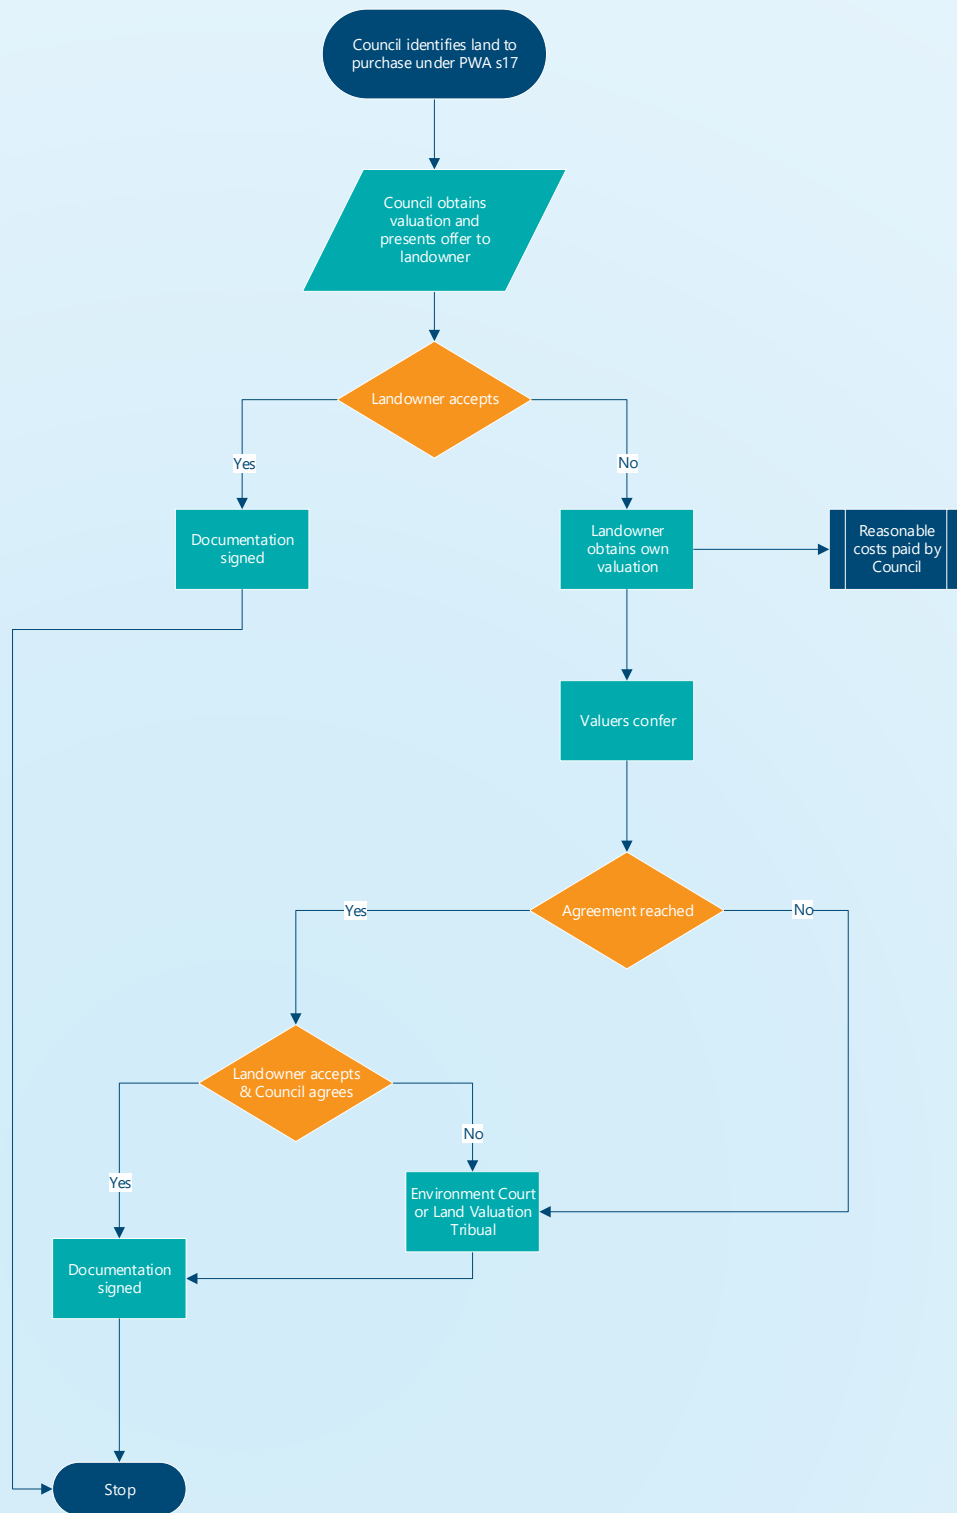 Council identifies land to
purchase under PWA s17
Council obtains
valuation and
presents offer to
landowner
Landowner accepts
Yes
No
Documentation
signed
Landowner
obtains own
valuation
Reasonable
costs paid by
Council
Valuers confer
Agreement reached
Yes
No
Landowner accepts
& Council agrees
No
Yes
Environment Court
or Land Valuation
Tribual
Documentation
signed
Stop